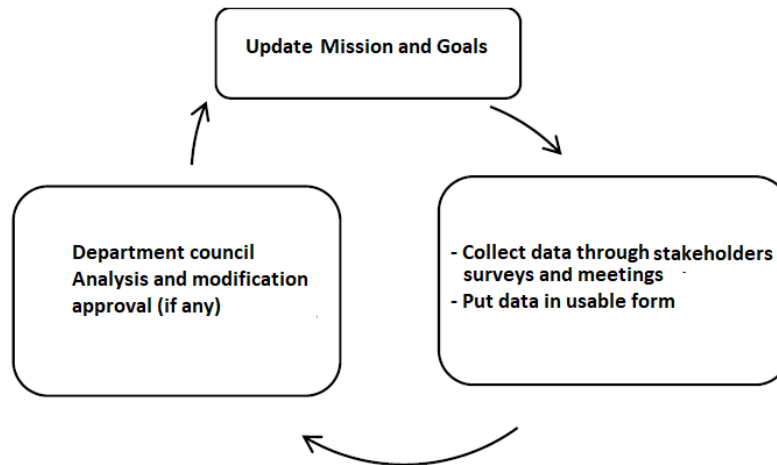 Update Mission and Goals
Department council
Analysis and modification
approval (if any)
- Collect data through stakeholders
surveys and meetings
- Put data in usable form